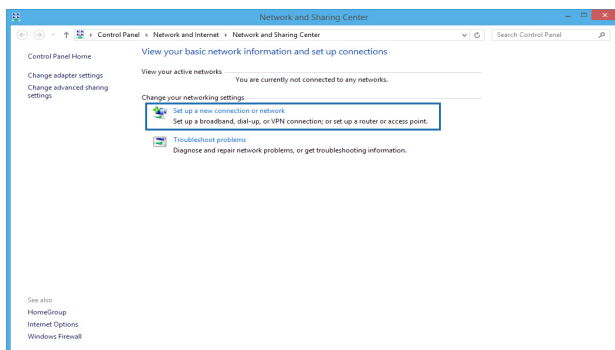 Network and Sharing Center
Control Panel ▸ Network and Internet ▸ Network and Sharing Center
Search Control Panel
Control Panel Home
Change adapter settings
Change advanced sharing
settings
View your basic network information and set up connections
View your active networks
You are currently not connected to any networks.
Change your networking settings
Set up a new connection or network
Set up a broadband, dial-up, or VPN connection; or set up a router or access point.
Troubleshoot problems
Diagnose and repair network problems, or get troubleshooting information.
See also
HomeGroup
Internet Options
Windows Firewall